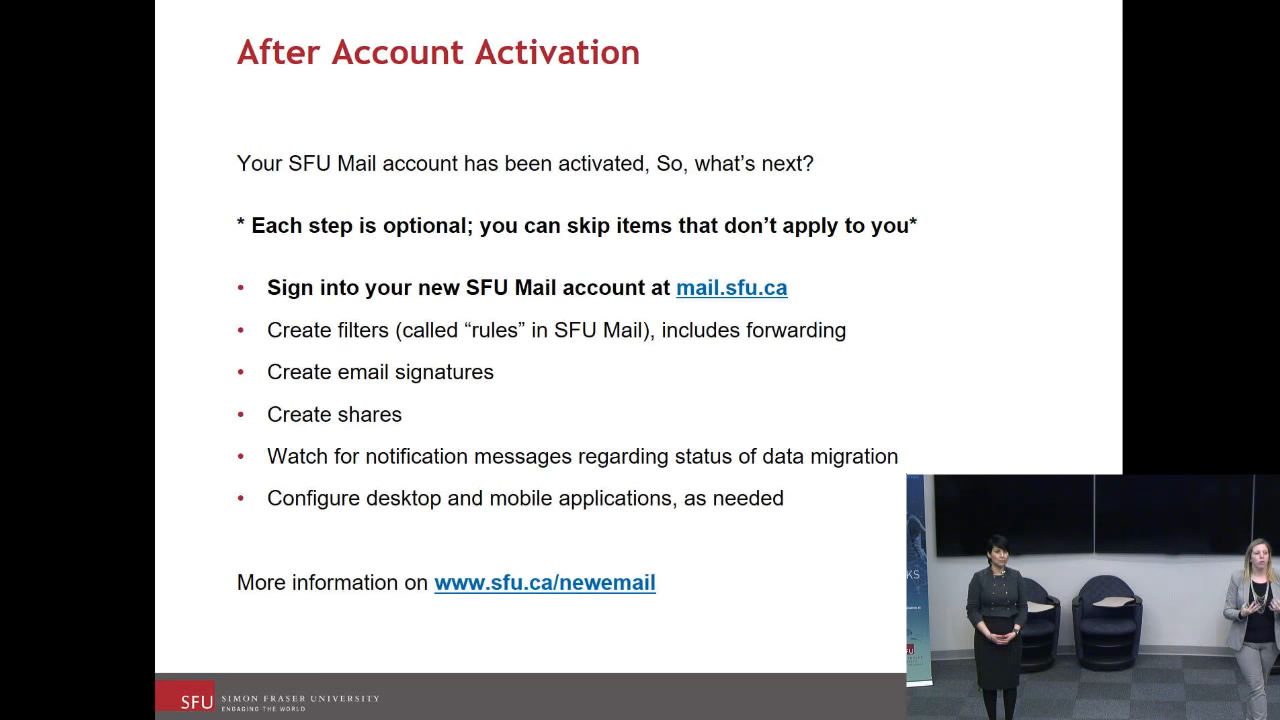 After Account Activation
Your SFU Mail account has been activated, So, what's next?
* Each step is optional; you can skip items that don't apply to you*
• Sign into your new SFU Mail account at mail.sfu.ca
• Create filters (called “rules” in SFU Mail), includes forwarding
• Create email signatures
• Create shares
• Watch for notification messages regarding status of data migration
• Configure desktop and mobile applications, as needed
More information on www.sfu.ca/newemail
SFU SIMON FRASER UNIVERSITY
ENGAGING THE WORLD